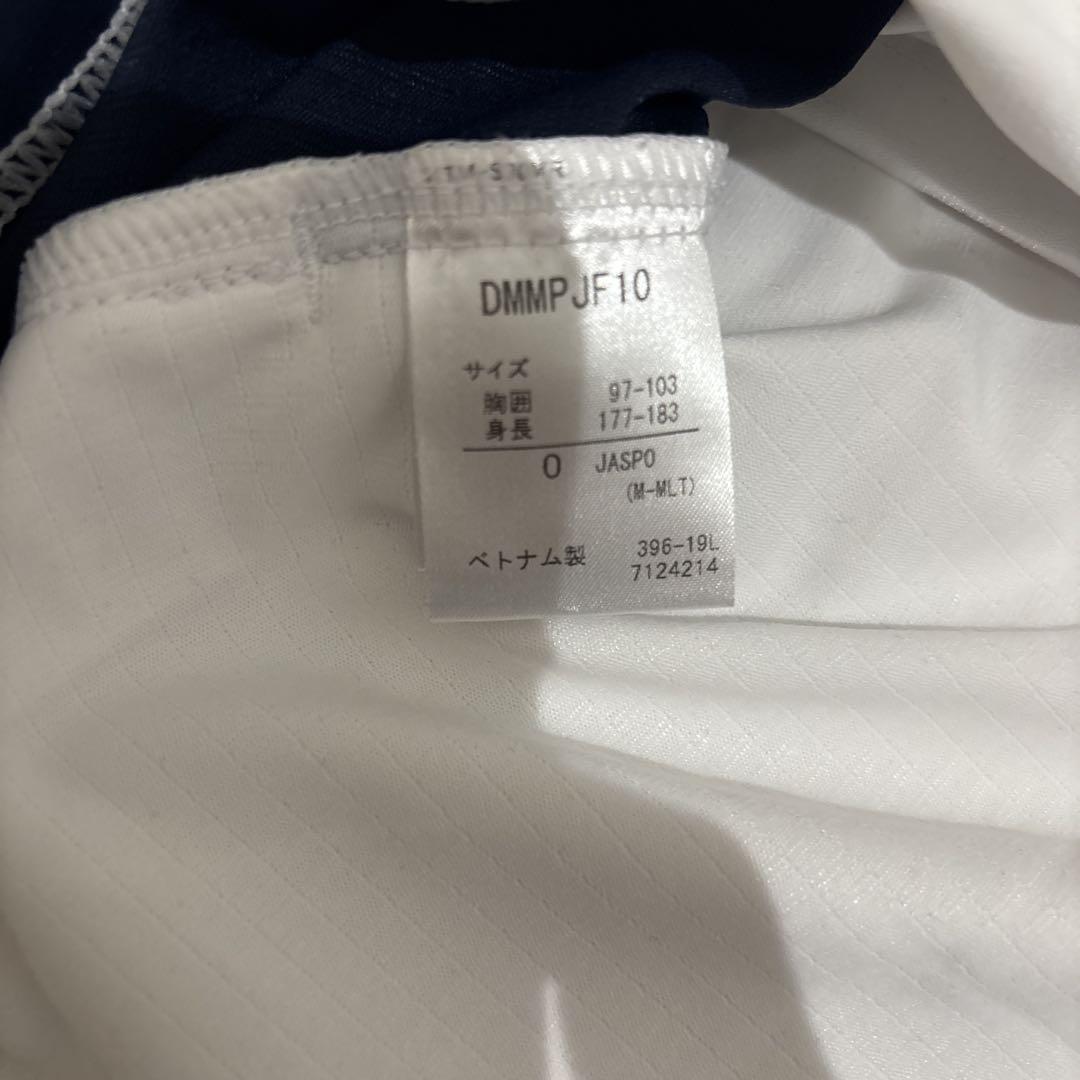 DMMPJF10
サイズ
胸囲 97-103
身長 177-183
O JASPO
(M-MLT)
ベトナム製 396-19L
7124214